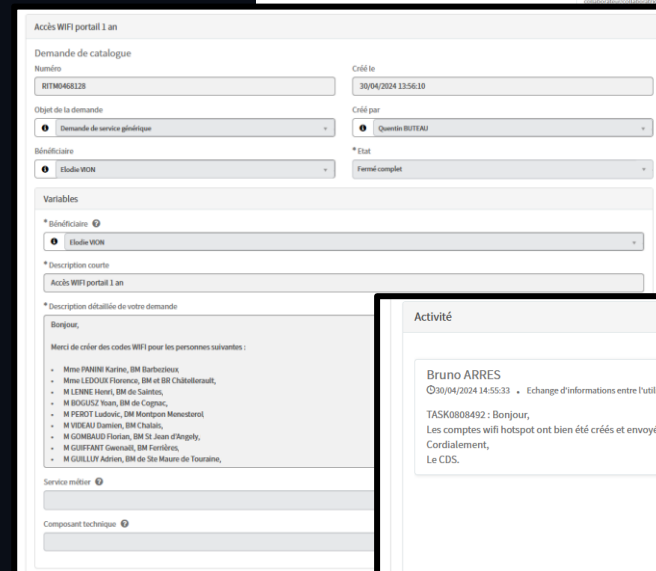 Accès WIFI portail 1 an
Demande de catalogue
Numéro
RITM0468128
Créé le
30/04/2024 13:56:10
Objet de la demande
Demande de service générique
Créé par
Quentin BUTEAU
Bénéficiaire
Elodie VION
* Etat
Fermé complet
Variables
* Bénéficiaire
Elodie VION
* Description courte
Accès WIFI portail 1 an
* Description détaillée de votre demande
Bonjour,
Merci de créer des codes WIFI pour les personnes suivantes :
- Mme PANINI Karine, BM Barbezieux
- Mme LEDOUX Florence, BM et BR Châtellerault,
- M LENNE Henri, BM de Saintes,
- M BOGUSZ Yoan, BM de Cognac,
- M PEROT Ludovic, DM Montpon Menesterol
- M VIDEAU Damien, BM Chalais,
- M GOMBAUD Florian, BM St Jean d'Angely,
- M GUIFFANT Gwenaël, BM Ferrières,
- M GUILLUY Adrien, BM de Ste Maure de Touraine,
Service métier
Composant technique
Activité
Bruno ARRES
30/04/2024 14:55:33 • Echange d'informations entre l'util
TASK0808492 : Bonjour,
Les comptes wifi hotspot ont bien été créés et envoyé
Cordialement,
Le CDS.